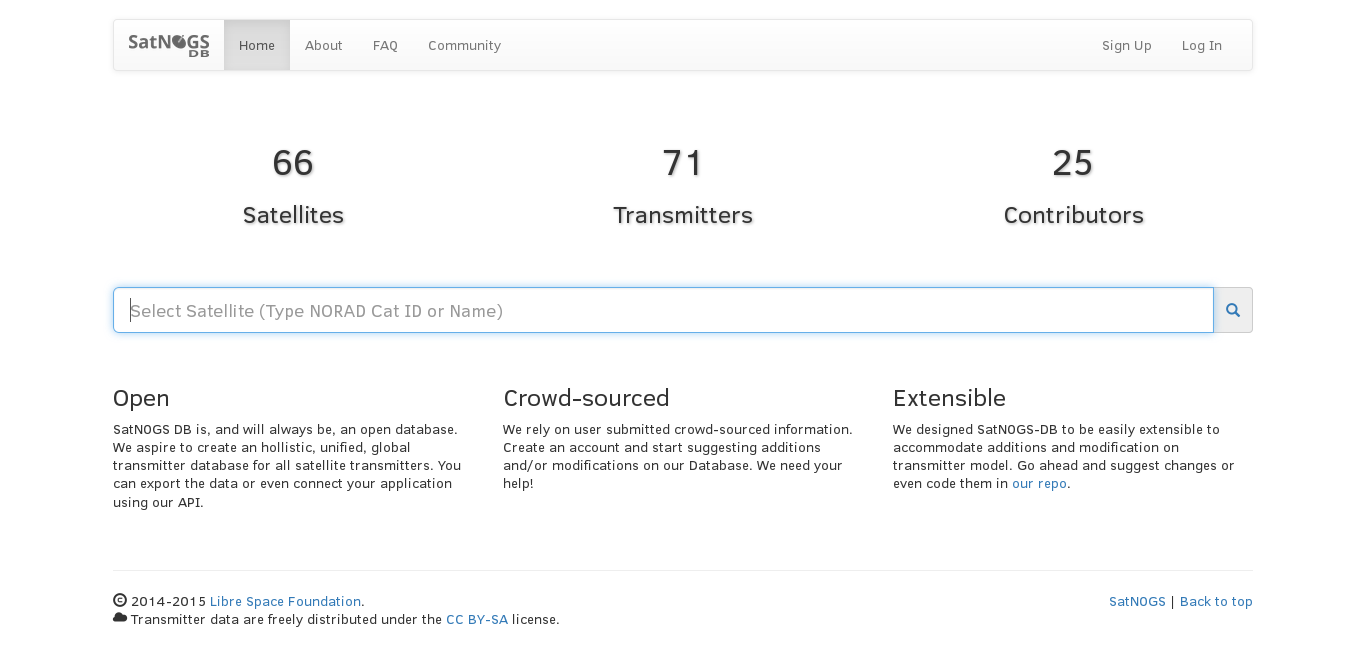 SatNOGS DB
Home
About
FAQ
Community
Sign Up
Log In
66
71
25
Satellites
Transmitters
Contributors
Select Satellite (Type NORAD Cat ID or Name)
Open
SatNOGS DB is, and will always be, an open database.
We aspire to create an hollistic, unified, global
transmitter database for all satellite transmitters. You
can export the data or even connect your application
using our API.
Crowd-sourced
We rely on user submitted crowd-sourced information.
Create an account and start suggesting additions
and/or modifications on our Database. We need your
help!
Extensible
We designed SatNOGS-DB to be easily extensible to
accommodate additions and modification on
transmitter model. Go ahead and suggest changes or
even code them in our repo.
© 2014-2015 Libre Space Foundation.
Transmitter data are freely distributed under the CC BY-SA license.
SatNOGS | Back to top